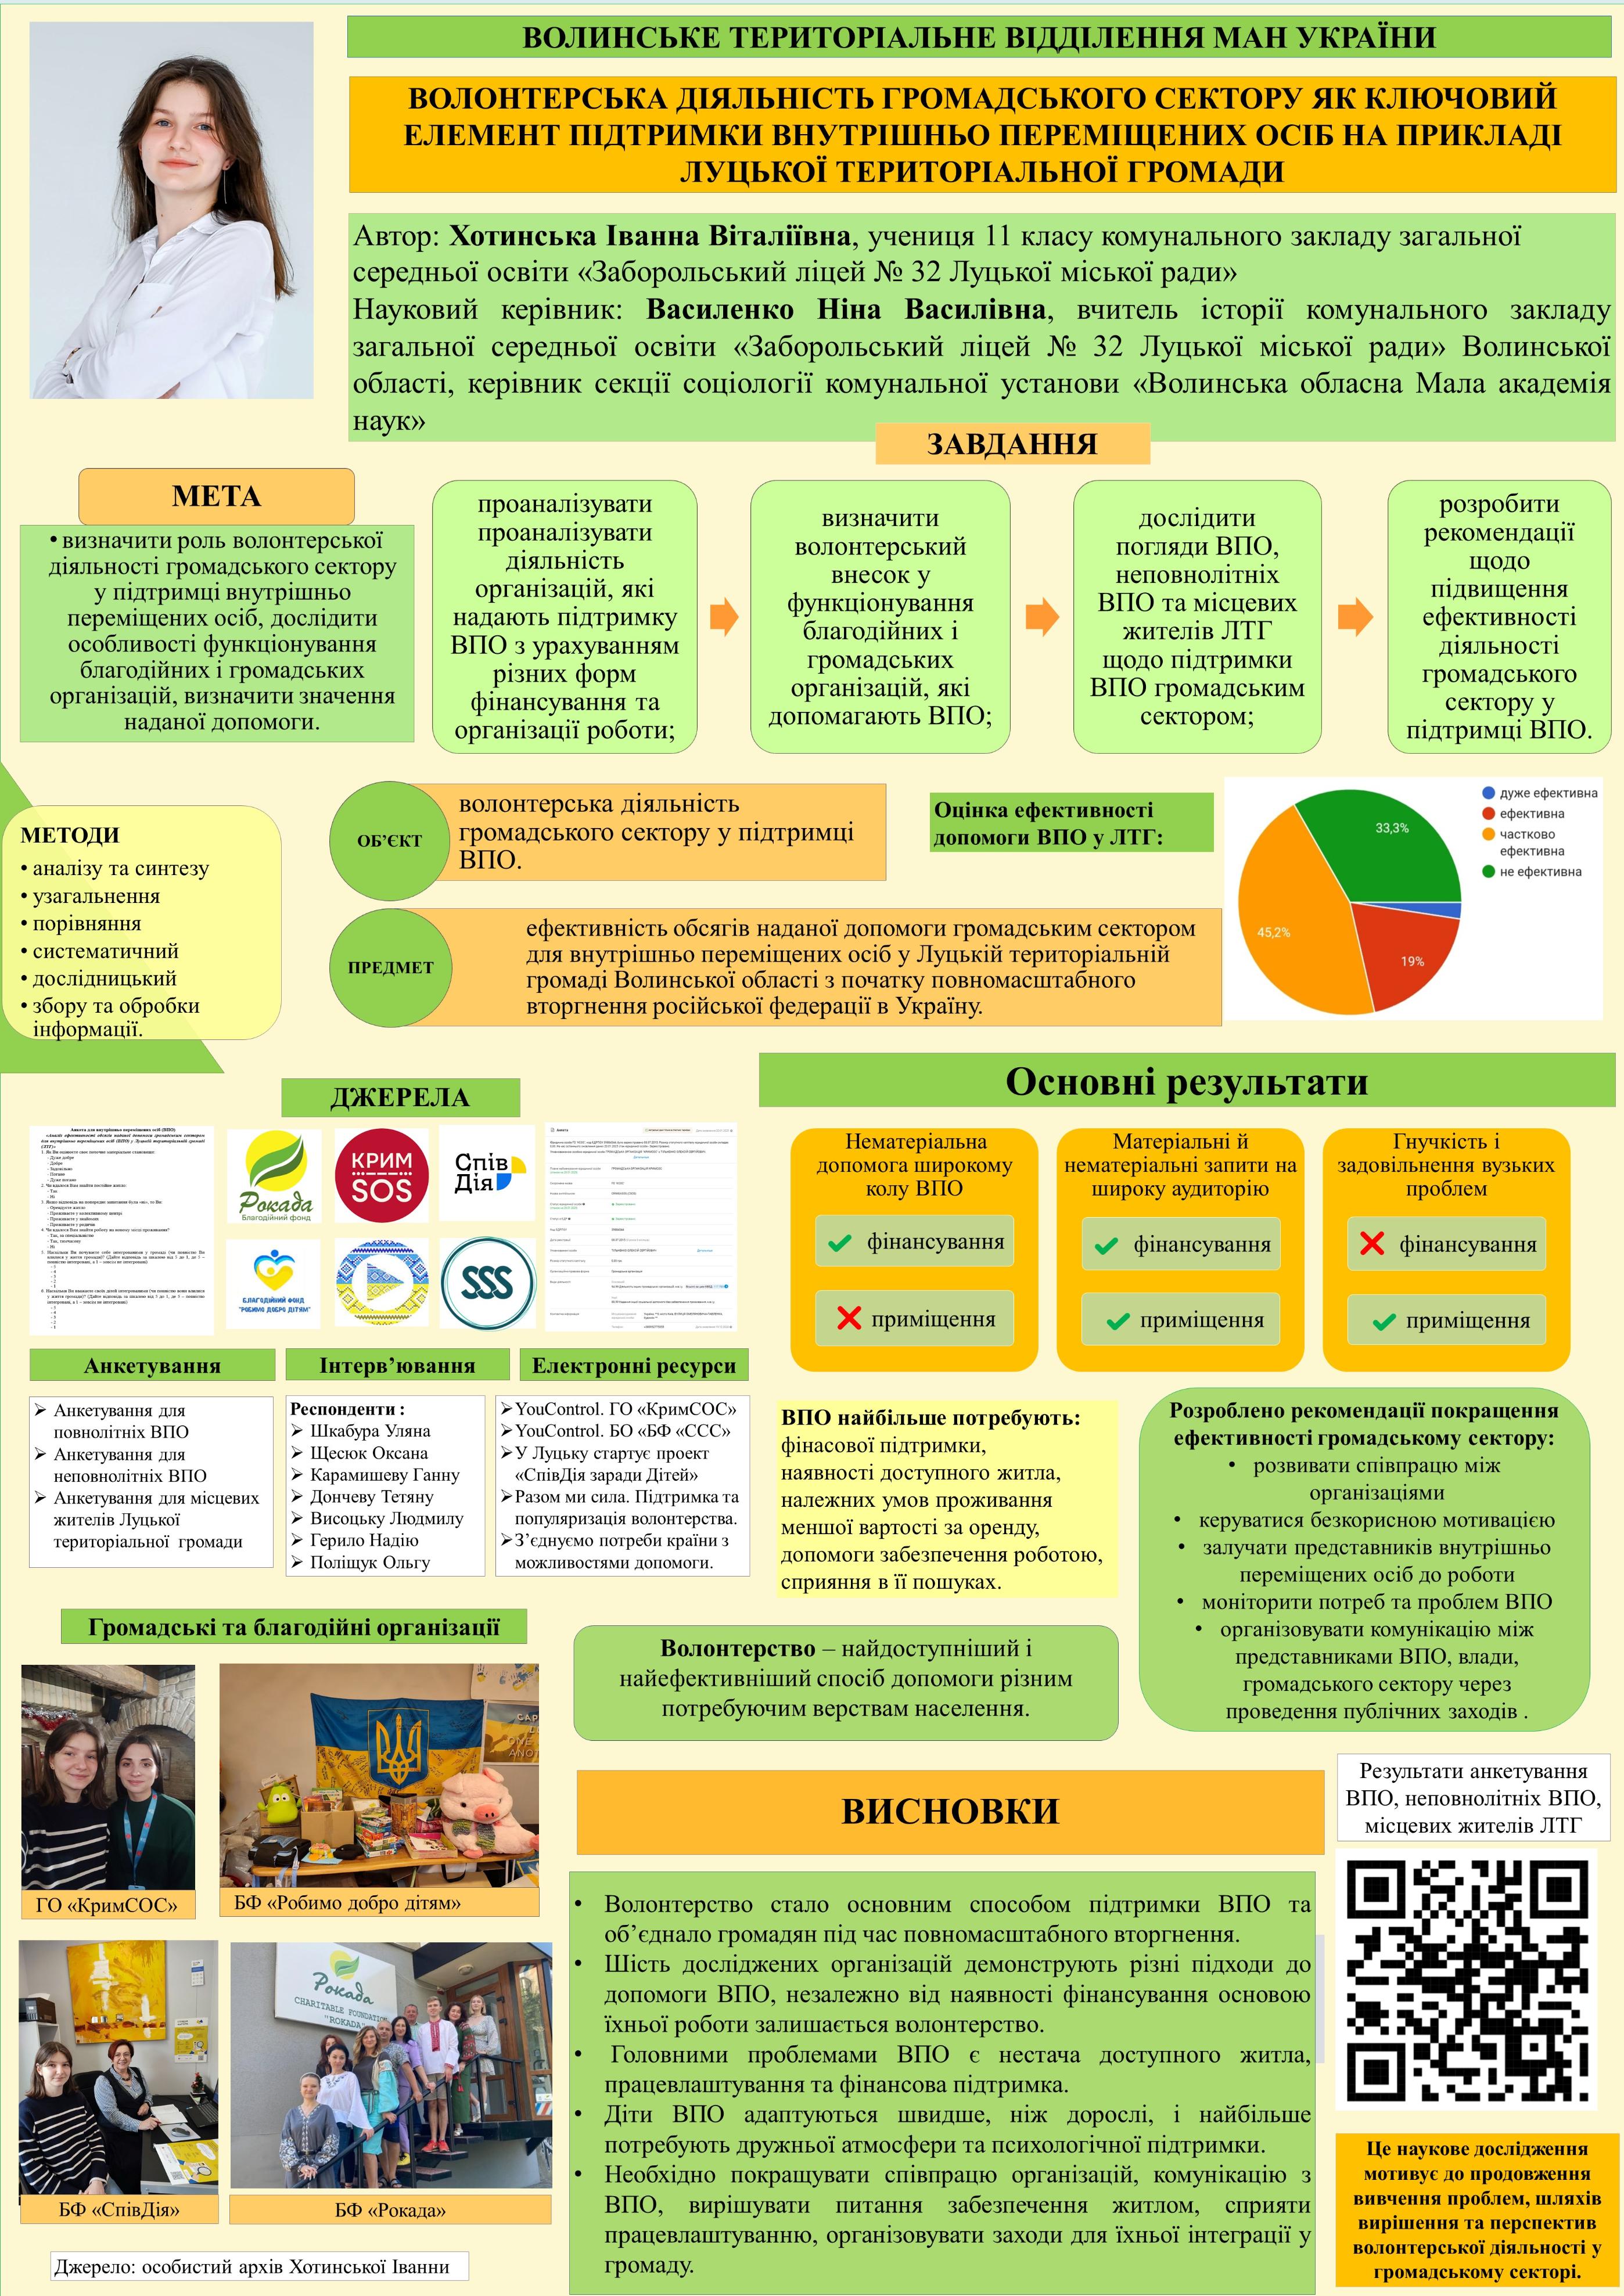 ВОЛИНСЬКЕ ТЕРИТОРІАЛЬНЕ ВІДДІЛЕННЯ МАН УКРАЇНИ
ВОЛОНТЕРСЬКА ДІЯЛЬНІСТЬ ГРОМАДСЬКОГО СЕКТОРУ ЯК КЛЮЧОВИЙ
ЕЛЕМЕНТ ПІДТРИМКИ ВНУТРІШНЬО ПЕРЕМІЩЕНИХ ОСІБ НА ПРИКЛАДІ
ЛУЦЬКОЇ ТЕРИТОРІАЛЬНОЇ ГРОМАДИ
Автор: Хотинська Іванна Віталіївна, учениця 11 класу комунального закладу загальної
середньої освіти «Заборольський ліцей № 32 Луцької міської ради»
Науковий керівник: Василенко Ніна Василівна, вчитель історії комунального закладу
загальної середньої освіти «Заборольський ліцей № 32 Луцької міської ради» Волинської
області, керівник секції соціології комунальної установи «Волинська обласна Мала академія
наук»
ЗАВДАННЯ
МЕТА
• визначити роль волонтерської
діяльності громадського сектору
у підтримці внутрішньо
переміщених осіб, дослідити
особливості функціонування
благодійних і громадських
організацій, визначити значення
наданої допомоги.
проаналізувати
проаналізувати
діяльність
організацій, які
надають підтримку
ВПО з урахуванням
різних форм
фінансування та
організації роботи;
визначити
волонтерський
внесок у
функціонування
благодійних і
громадських
організацій, які
допомагають ВПО;
дослідити
погляди ВПО,
неповнолітніх
ВПО та місцевих
жителів ЛТГ
щодо підтримки
ВПО громадським
сектором;
розробити
рекомендації
щодо
підвищення
ефективності
діяльності
громадського
сектору у
підтримці ВПО.
МЕТОДИ
• аналізу та синтезу
• узагальнення
• порівняння
• систематичний
• дослідницький
• збору та обробки
інформації.
ОБ’ЄКТ
волонтерська діяльність
громадського сектору у підтримці
ВПО.
ПРЕДМЕТ
ефективність обсягів наданої допомоги громадським сектором
для внутрішньо переміщених осіб у Луцькій територіальній
громаді Волинської області з початку повномасштабного
вторгнення російської федерації в Україну.
Оцінка ефективності
допомоги ВПО у ЛТГ:
33,3%
45,2%
19%
дуже ефективна
ефективна
частково
ефективна
не ефективна
ДЖЕРЕЛА
Рокада
Благодійний фонд
КРИМ
SOS
Спів
Дія
БЛАГОДІЙНИЙ ФОНД
"РОБИМО ДОБРО ДІТЯМ"
SSS
Анкетування
➢ Анкетування для
повнолітніх ВПО
➢ Анкетування для
неповнолітніх ВПО
➢ Анкетування для місцевих
жителів Луцької
територіальної громади
Інтерв’ювання
Респонденти :
➢ Шкабура Уляна
➢ Щесюк Оксана
➢ Карамишеву Ганну
➢ Дончеву Тетяну
➢ Висоцьку Людмилу
➢ Герило Надію
➢ Поліщук Ольгу
Електронні ресурси
➢YouControl. ГО «КримСОС»
➢YouControl. БО «БФ «ССС»
➢У Луцьку стартує проект
«СпівДія заради Дітей»
➢Разом ми сила. Підтримка та
популяризація волонтерства.
➢З’єднуємо потреби країни з
можливостями допомоги.
Основні результати
Нематеріальна
допомога широкому
колу ВПО
фінансування
приміщення
Матеріальні й
нематеріальні запити на
широку аудиторію
фінансування
приміщення
Гнучкість і
задовільнення вузьких
проблем
фінансування
приміщення
ВПО найбільше потребують:
фінасової підтримки,
наявності доступного житла,
належних умов проживання
меншої вартості за оренду,
допомоги забезпечення роботою,
сприяння в її пошуках.
Розроблено рекомендації покращення
ефективності громадському сектору:
• розвивати співпрацю між
організаціями
• керуватися безкорисною мотивацією
• залучати представників внутрішньо
переміщених осіб до роботи
• моніторити потреб та проблем ВПО
• організовувати комунікацію між
представниками ВПО, влади,
громадського сектору через
проведення публічних заходів .
Волонтерство – найдоступніший і
найефективніший спосіб допомоги різним
потребуючим верствам населення.
Громадські та благодійні організації
ГО «КримСОС»
БФ «Робимо добро дітям»
Рокада
CHARITABLE FOUNDATION
"ROKADA"
БФ «СпівДія»
БФ «Рокада»
Джерело: особистий архів Хотинської Іванни
ВИСНОВКИ
• Волонтерство стало основним способом підтримки ВПО та
об’єднало громадян під час повномасштабного вторгнення.
• Шість досліджених організацій демонструють різні підходи до
допомоги ВПО, незалежно від наявності фінансування основою
їхньої роботи залишається волонтерство.
• Головними проблемами ВПО є нестача доступного житла,
працевлаштування та фінансова підтримка.
• Діти ВПО адаптуються швидше, ніж дорослі, і найбільше
потребують дружньої атмосфери та психологічної підтримки.
• Необхідно покращувати співпрацю організацій, комунікацію з
ВПО, вирішувати питання забезпечення житлом, сприяти
працевлаштуванню, організовувати заходи для їхньої інтеграції у
громаду.
Результати анкетування
ВПО, неповнолітніх ВПО,
місцевих жителів ЛТГ
Це наукове дослідження
мотивує до продовження
вивчення проблем, шляхів
вирішення та перспектив
волонтерської діяльності у
громадському секторі.